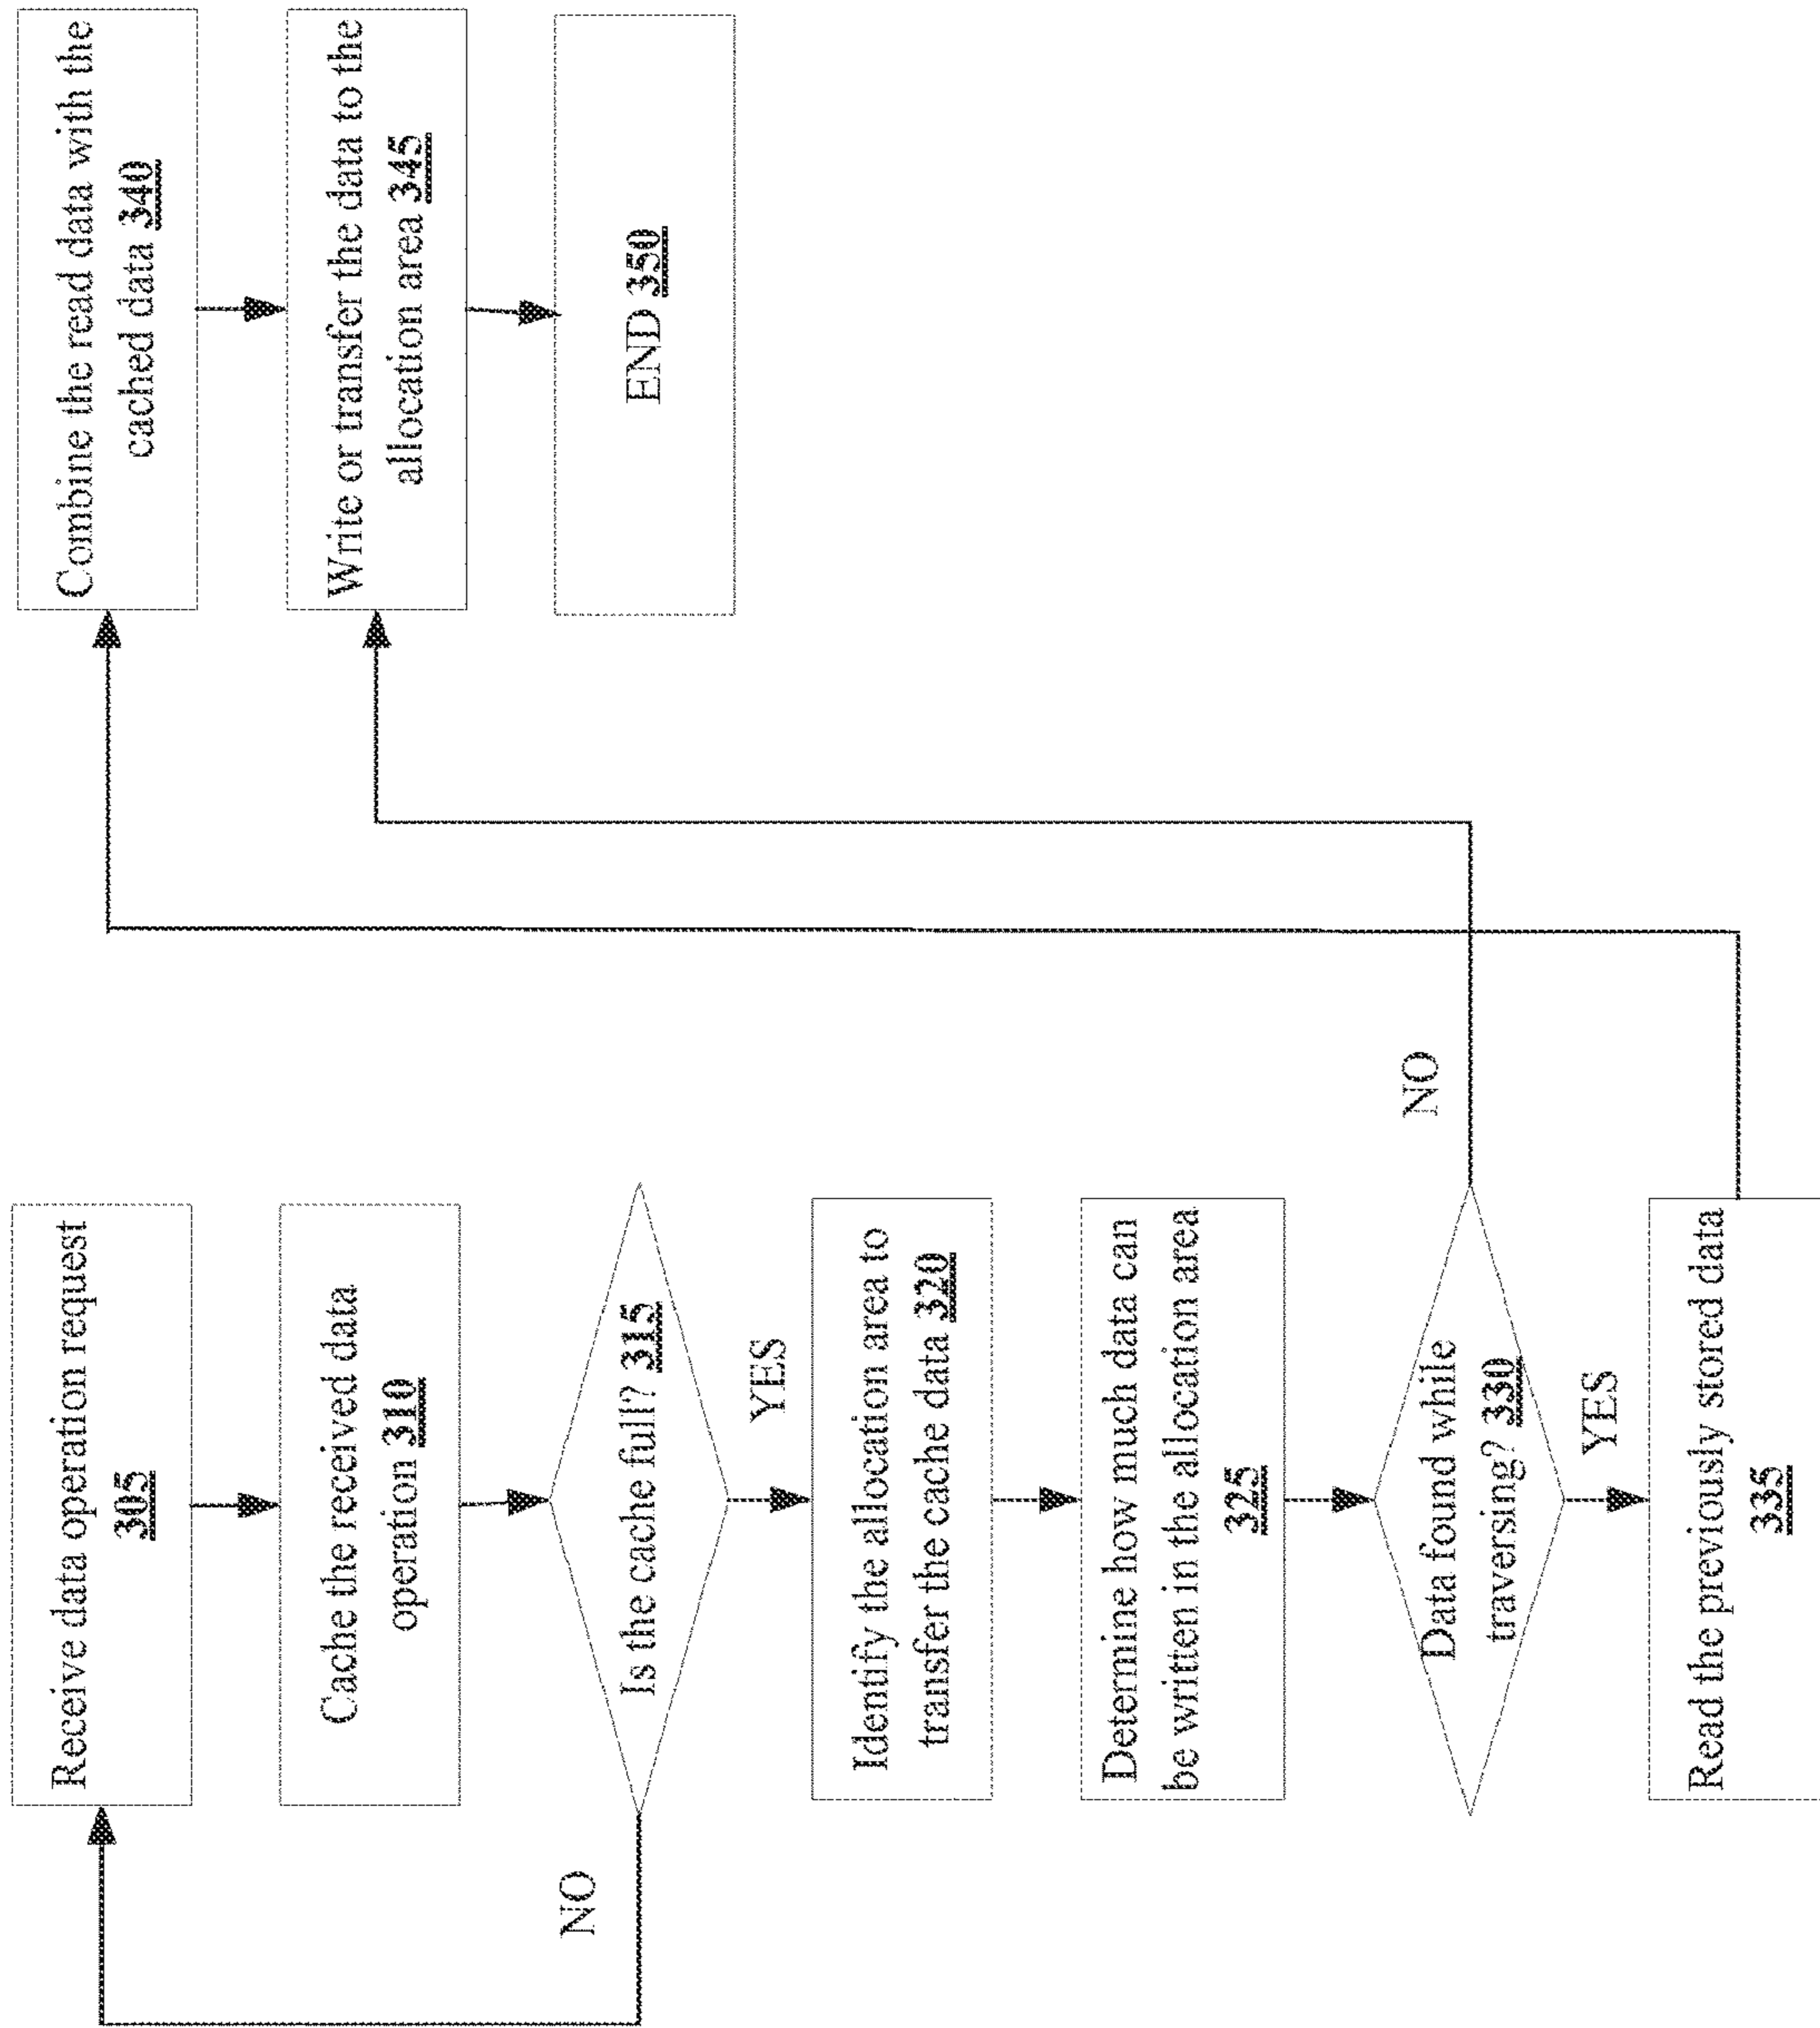 Receive data operation request
305
Cache the received data
operation 310
Is the cache full? 315
NO
YES
Identify the allocation area to
transfer the cache data 320
Determine how much data can
be written in the allocation area
325
Data found while
traversing? 330
NO
YES
Read the previously stored data
335
Combine the read data with the
cached data 340
Write or transfer the data to the
allocation area 345
END 350